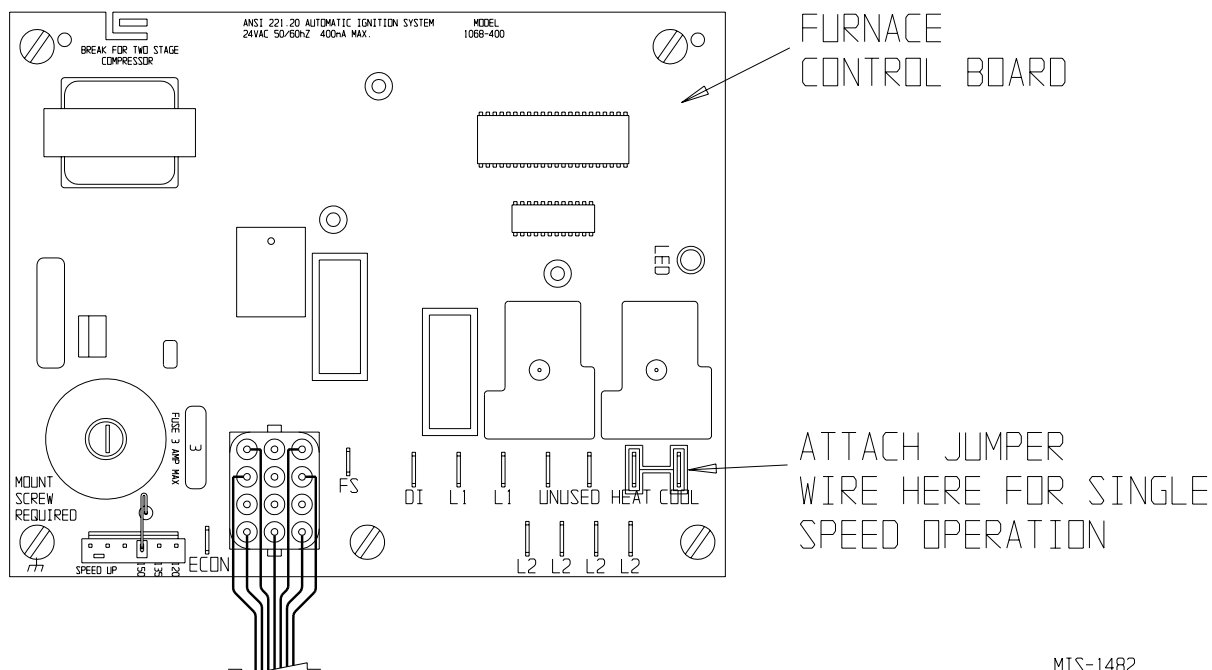 ANSI 221.20 AUTOMATIC IGNITION SYSTEM
24VAC 50/60hZ 400mA MAX.
MODEL
1068-400
BREAK FOR TWO STAGE
COMPRESSOR
FURNACE
CONTROL BOARD
LED
FUSE 3 AMP MAX
3
MOUNT
SCREW
REQUIRED
FS
DI
L1
L1
UNUSED
HEAT
COOL
ATTACH JUMPER
WIRE HERE FOR SINGLE
SPEED OPERATION
SPEED UP
150
135
120
ECON
L2
L2
L2
L2
MIS-1482